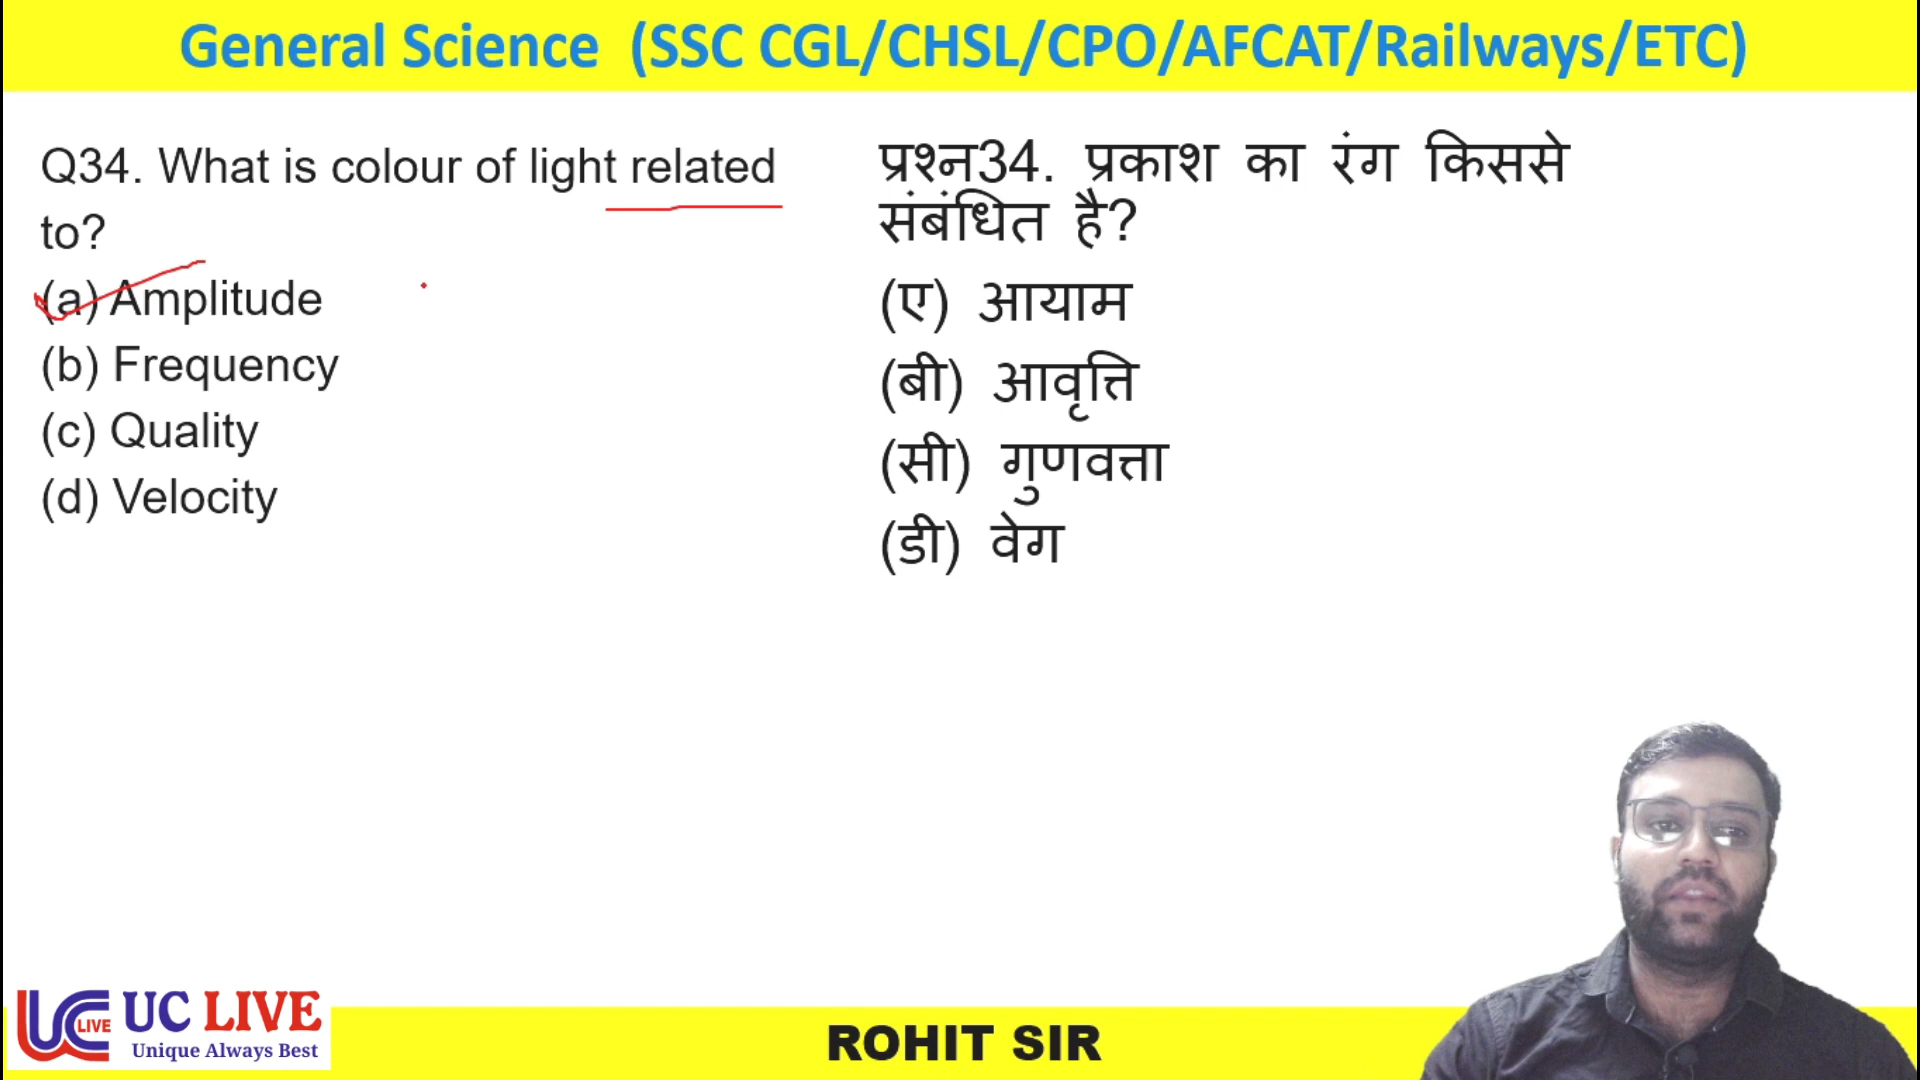 General Science (SSC CGL/CHSL/CPO/AFCAT/Railways/ETC)
Q34. What is colour of light related
to?
(a) Amplitude
(b) Frequency
(c) Quality
(d) Velocity
प्रश्न34. प्रकाश का रंग किससे
संबंधित है?
(ए) आयाम
(बी) आवृत्ति
(सी) गुणवत्ता
(डी) वेग
UC LIVE UC LIVE
Unique Always Best
ROHIT SIR